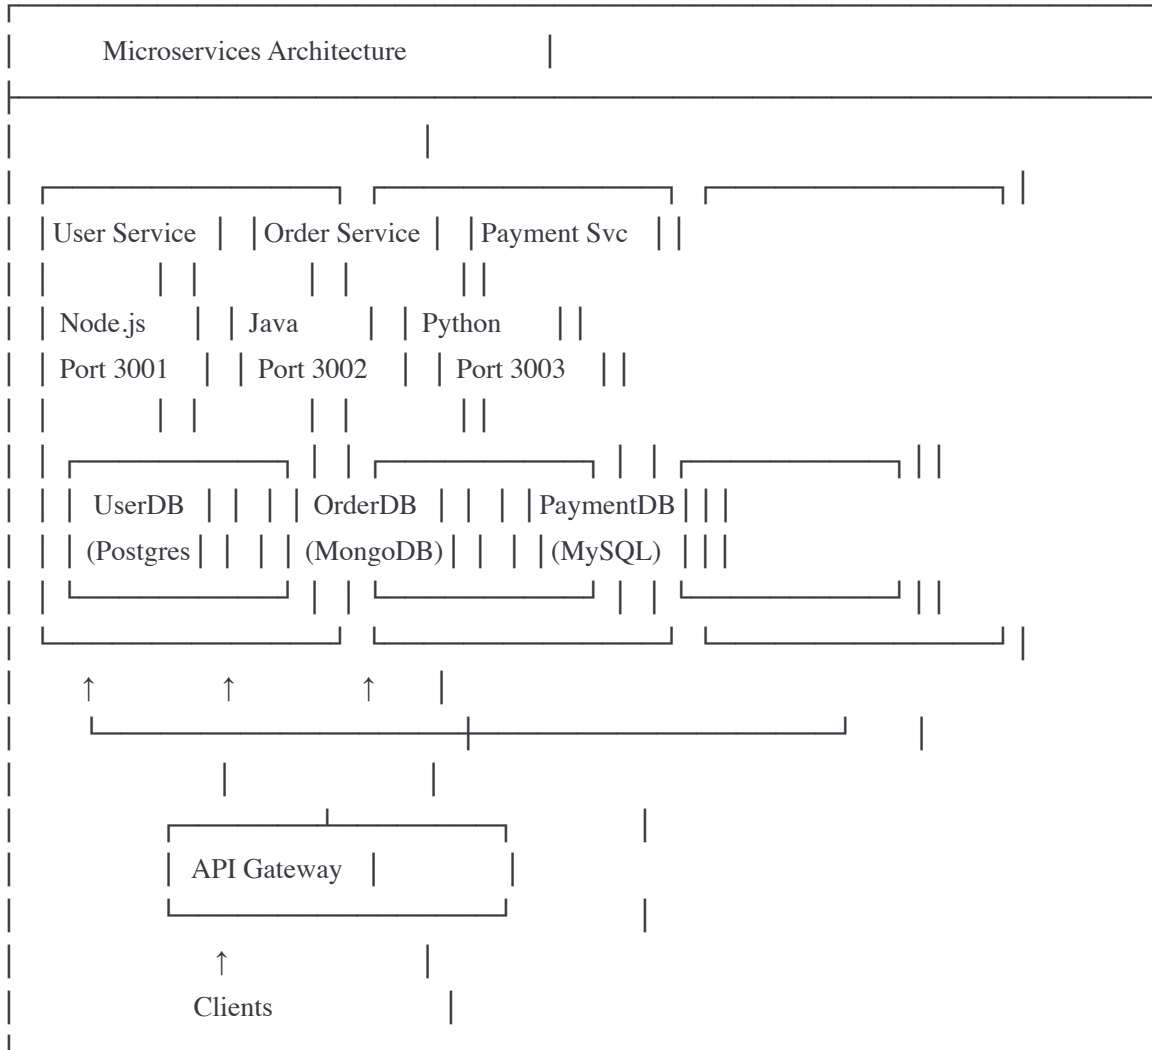 Microservices Architecture
User Service Order Service Payment Svc
Node.js Java Python
Port 3001 Port 3002 Port 3003
UserDB OrderDB PaymentDB
(Postgres (MongoDB) (MySQL)
↑ ↑ ↑
API Gateway
↑
Clients